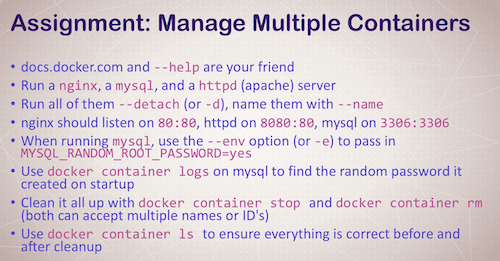 Assignment: Manage Multiple Containers
• docs.docker.com and --help are your friend
• Run a nginx, a mysql, and a httpd (apache) server
• Run all of them --detach (or -d), name them with --name
• nginx should listen on 80:80, httpd on 8080:80, mysql on 3306:3306
• When running mysql, use the --env option (or -e) to pass in
MYSQL_RANDOM_ROOT_PASSWORD=yes
• Use docker container logs on mysql to find the random password it
created on startup
• Clean it all up with docker container stop and docker container rm
(both can accept multiple names or ID's)
• Use docker container ls to ensure everything is correct before and
after cleanup